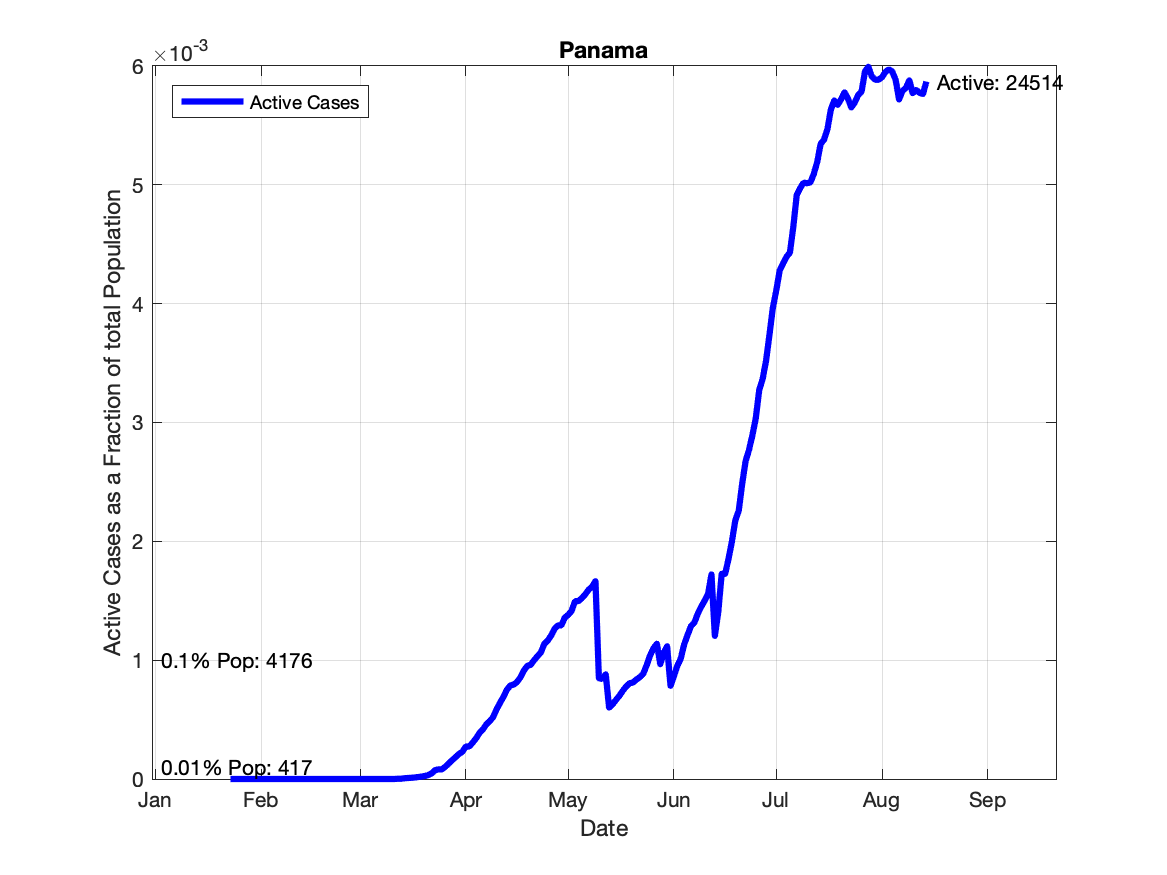 Panama
×10-3
Active Cases
Active: 24514
6
5
4
3
2
1
0
0.1% Pop: 4176
0.01% Pop: 417
Active Cases as a Fraction of total Population
Jan Feb Mar Apr May Jun Jul Aug Sep
Date